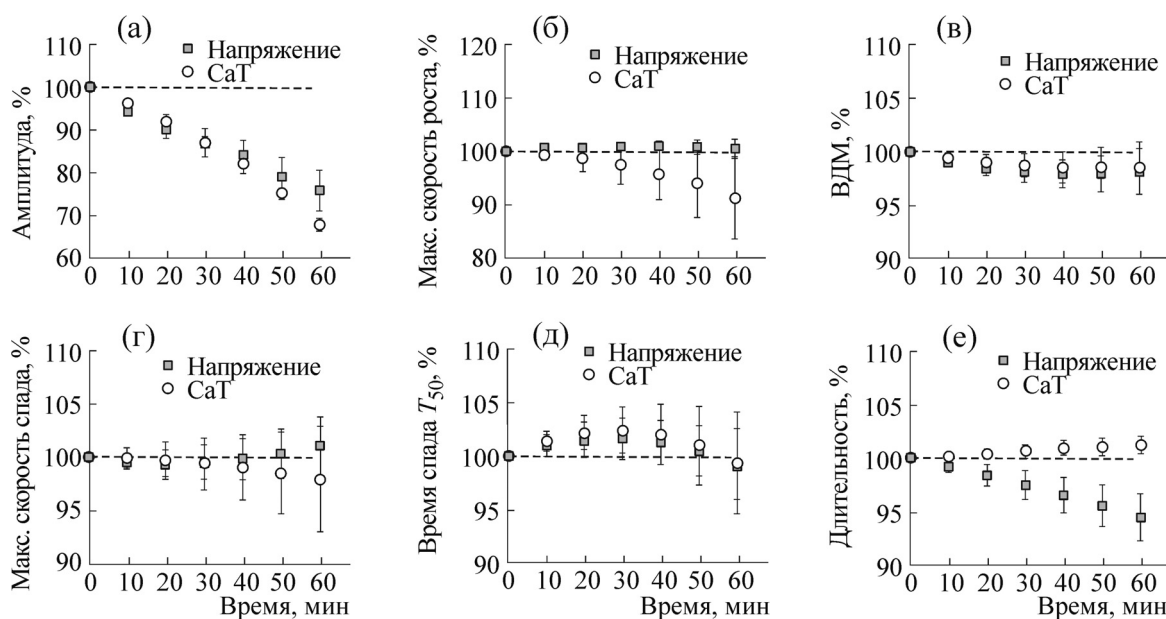 (а)
Напряжение
CaT
Амплитуда, %
110
100
90
80
70
60
0 10 20 30 40 50 60
(б)
Напряжение
CaT
Макс. скорость роста, %
120
110
100
90
80
0 10 20 30 40 50 60
(в)
Напряжение
CaT
ВДМ, %
110
105
100
95
90
0 10 20 30 40 50 60
(г)
Напряжение
CaT
Макс. скорость спада, %
110
105
100
95
90
0 10 20 30 40 50 60
Время, мин
(д)
Напряжение
CaT
Время спада T50, %
110
105
100
95
90
0 10 20 30 40 50 60
Время, мин
(е)
Напряжение
CaT
Длительность, %
110
105
100
95
90
0 10 20 30 40 50 60
Время, мин